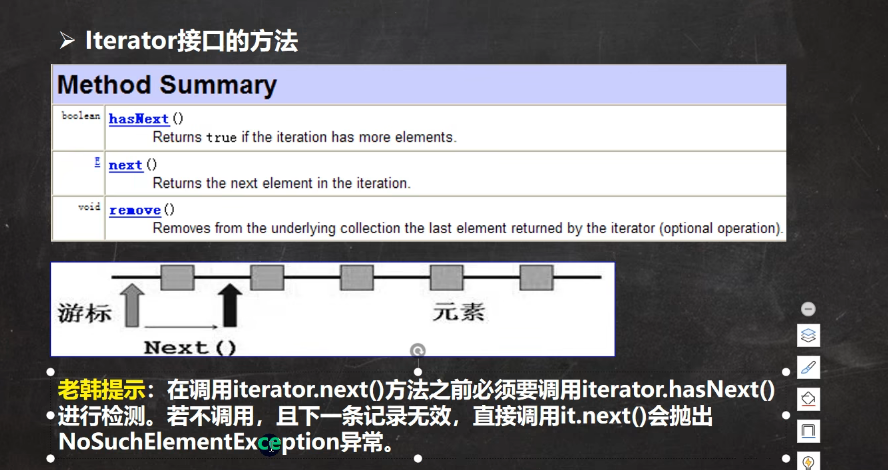 ➢ Iterator接口的方法
Method Summary
boolean hasNext()
Returns true if the iteration has more elements.
E next()
Returns the next element in the iteration.
void remove()
Removes from the underlying collection the last element returned by the iterator (optional operation).
游标 元素
Next()
老韩提示：在调用iterator.next()方法之前必须要调用iterator.hasNext()
进行检测。若不调用，且下一条记录无效，直接调用it.next()会抛出
NoSuchElementException异常。